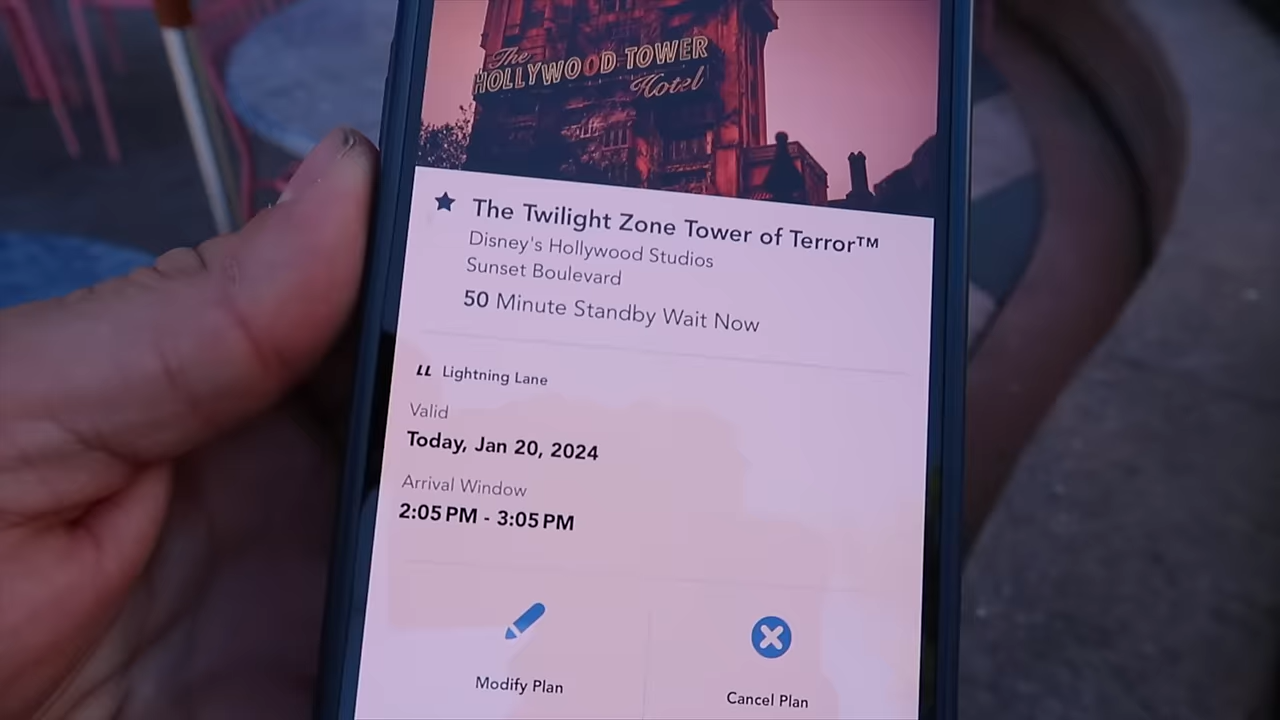 The
HOLLYWOOD TOWER
Hotel
The Twilight Zone Tower of Terror™
Disney's Hollywood Studios
Sunset Boulevard
50 Minute Standby Wait Now
LL Lightning Lane
Valid
Today, Jan 20, 2024
Arrival Window
2:05 PM - 3:05 PM
Modify Plan
Cancel Plan